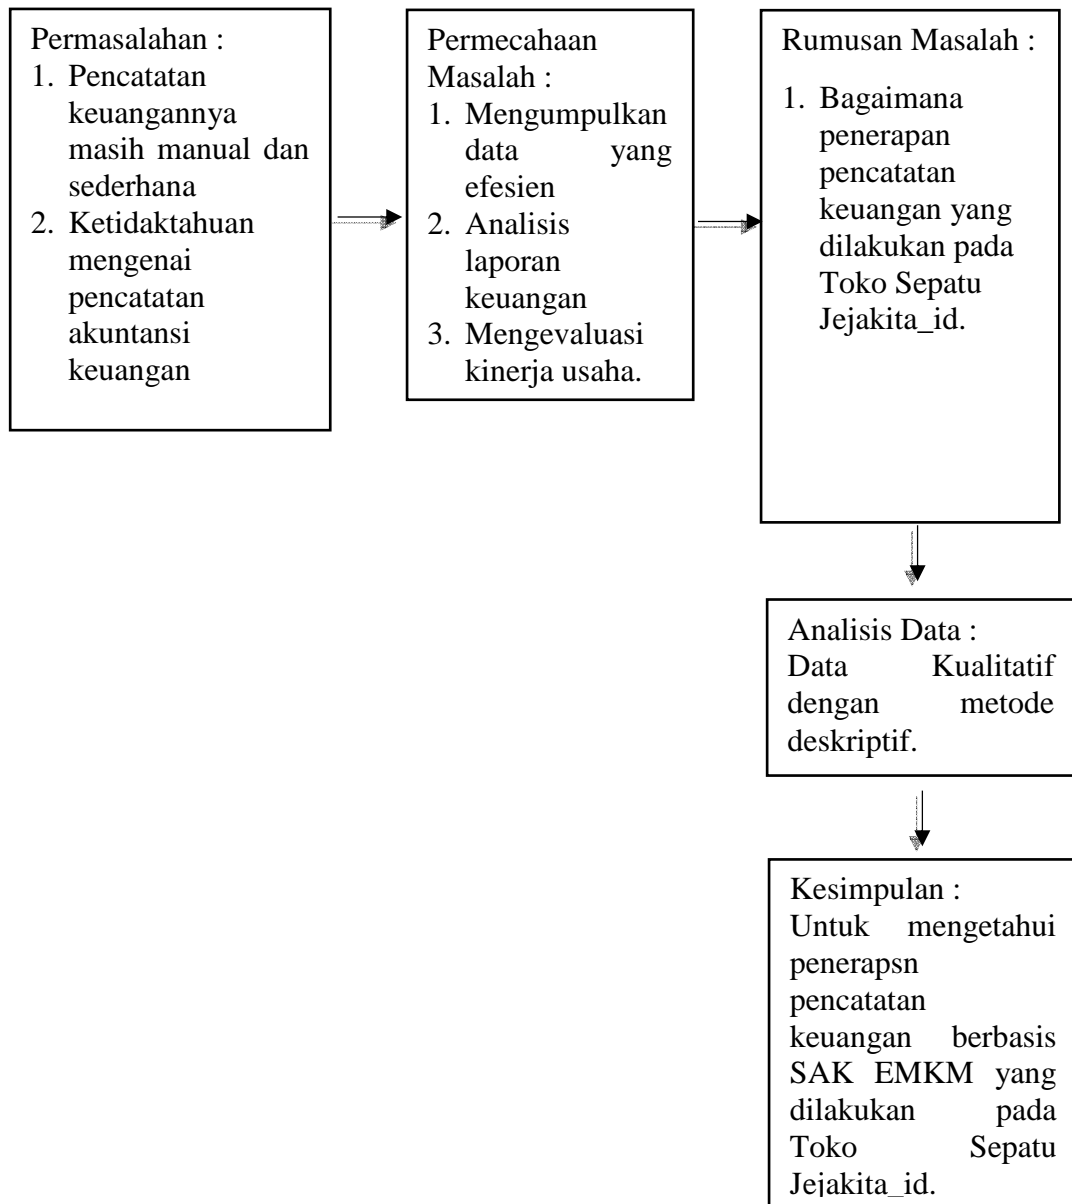 Permasalahan :
1. Pencatatan
keuangannya
masih manual dan
sederhana
2. Ketidaktahuan
mengenai
pencatatan
akuntansi
keuangan
Permecahaan
Masalah :
1. Mengumpulkan
data yang
efesien
2. Analisis
laporan
keuangan
3. Mengevaluasi
kinerja usaha.
Rumusan Masalah :
1. Bagaimana
penerapan
pencatatan
keuangan yang
dilakukan pada
Toko Sepatu
Jejakita_id.
Analisis Data :
Data Kualitatif
dengan metode
deskriptif.
Kesimpulan :
Untuk mengetahui
penerapsn
pencatatan
keuangan berbasis
SAK EMKM yang
dilakukan pada
Toko Sepatu
Jejakita_id.